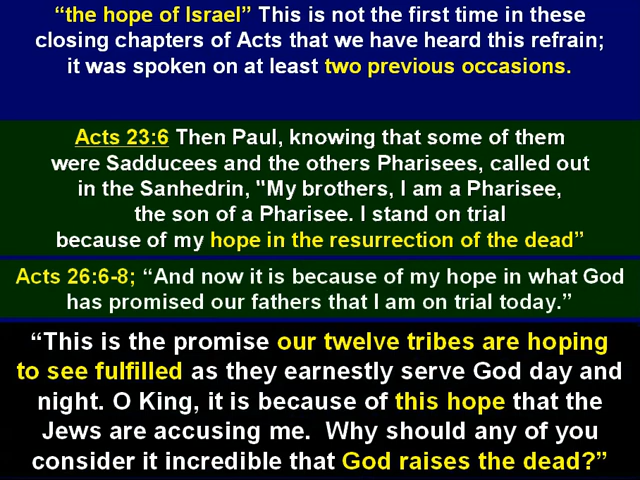 “the hope of Israel” This is not the first time in these
closing chapters of Acts that we have heard this refrain;
it was spoken on at least two previous occasions.
Acts 23:6 Then Paul, knowing that some of them
were Sadducees and the others Pharisees, called out
in the Sanhedrin, "My brothers, I am a Pharisee,
the son of a Pharisee. I stand on trial
because of my hope in the resurrection of the dead”
Acts 26:6-8; “And now it is because of my hope in what God
has promised our fathers that I am on trial today.”
“This is the promise our twelve tribes are hoping
to see fulfilled as they earnestly serve God day and
night. O King, it is because of this hope that the
Jews are accusing me.  Why should any of you
consider it incredible that God raises the dead?”